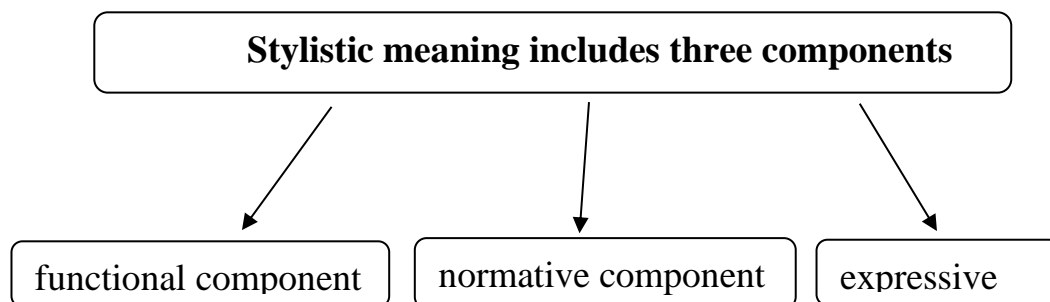 Stylistic meaning includes three components
functional component
normative component
expressive